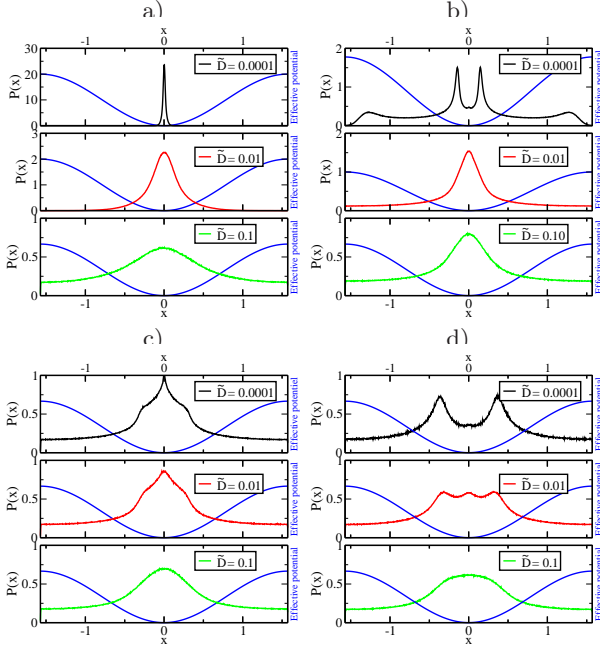 a)
x
-1 0 1
30
20
10
0
P(x)
D̃= 0.0001
Effective potential
3
2
1
0
P(x)
D̃= 0.01
Effective potential
1
0.5
0
P(x)
D̃= 0.1
Effective potential
-1 0 1
x
b)
x
-1 0 1
2
1.5
1
0.5
0
P(x)
D̃= 0.0001
Effective potential
2
1
0
P(x)
D̃= 0.01
Effective potential
1
0.5
0
P(x)
D̃= 0.10
Effective potential
-1 0 1
x
c)
x
-1 0 1
1
0.5
0
P(x)
D̃= 0.0001
Effective potentiel
1
0.5
0
P(x)
D̃= 0.01
Effective potential
1
0.5
0
P(x)
D̃= 0.1
Effective potential
-1 0 1
x
d)
x
-1 0 1
1
0.5
0
P(x)
D̃= 0.0001
Effective potential
1
0.5
0
P(x)
D̃= 0.01
Effective potential
1
0.5
0
P(x)
D̃= 0.1
Effective potential
-1 0 1
x